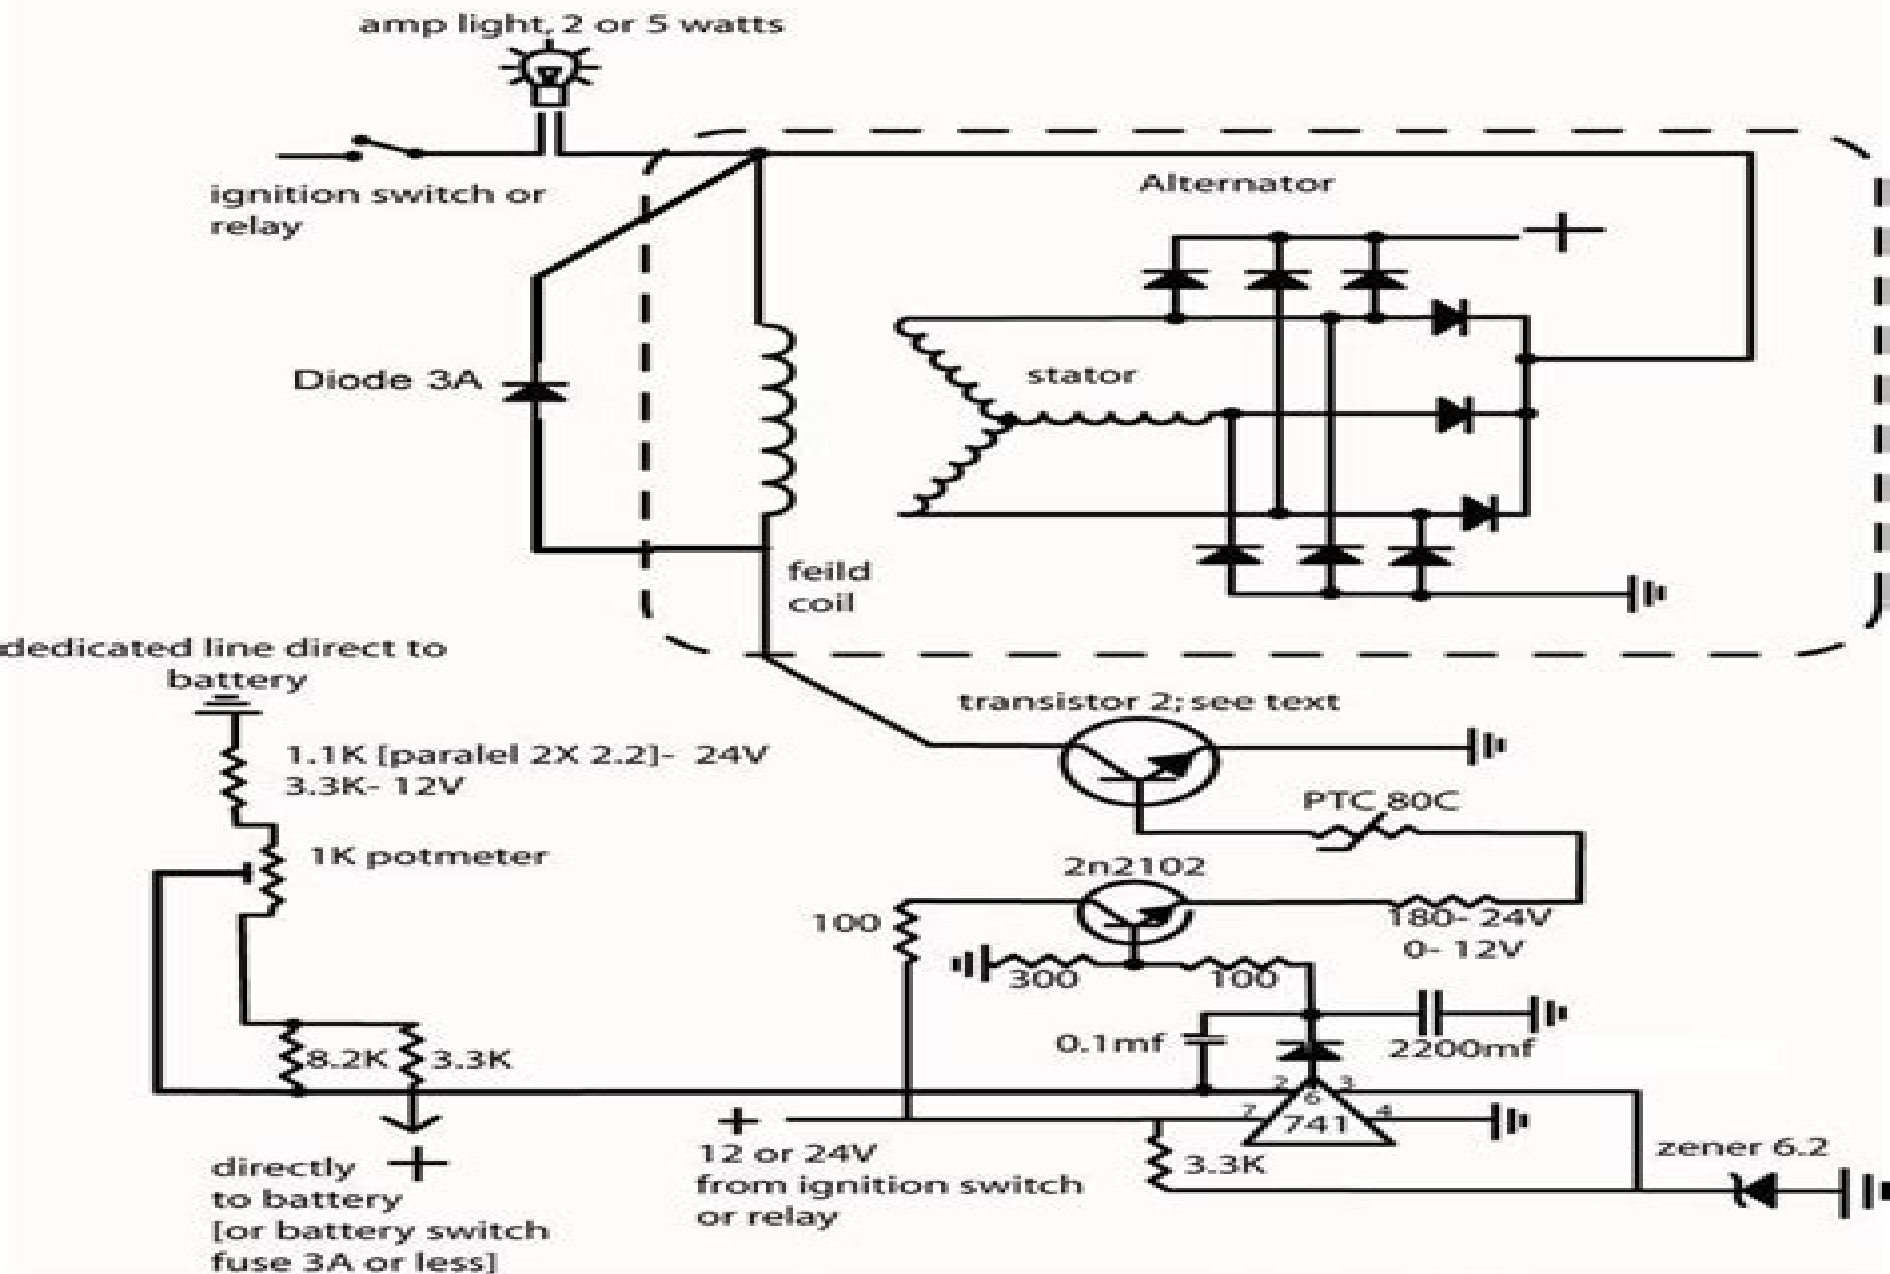 amp light, 2 or 5 watts
ignition switch or
relay
Alternator
+
Diode 3A
stator
feild
coil
dedicated line direct to
battery
transistor 2; see text
1.1K [paralel 2X 2.2]- 24V
3.3K- 12V
PTC 80C
1K potmeter
2n2102
100
180- 24V
0- 12V
300
100
0.1mf
2200mf
8.2K
3.3K
2
3
6
7
4
741
+
12 or 24V
from ignition switch
or relay
3.3K
zener 6.2
directly +
to battery
[or battery switch
fuse 3A or less]